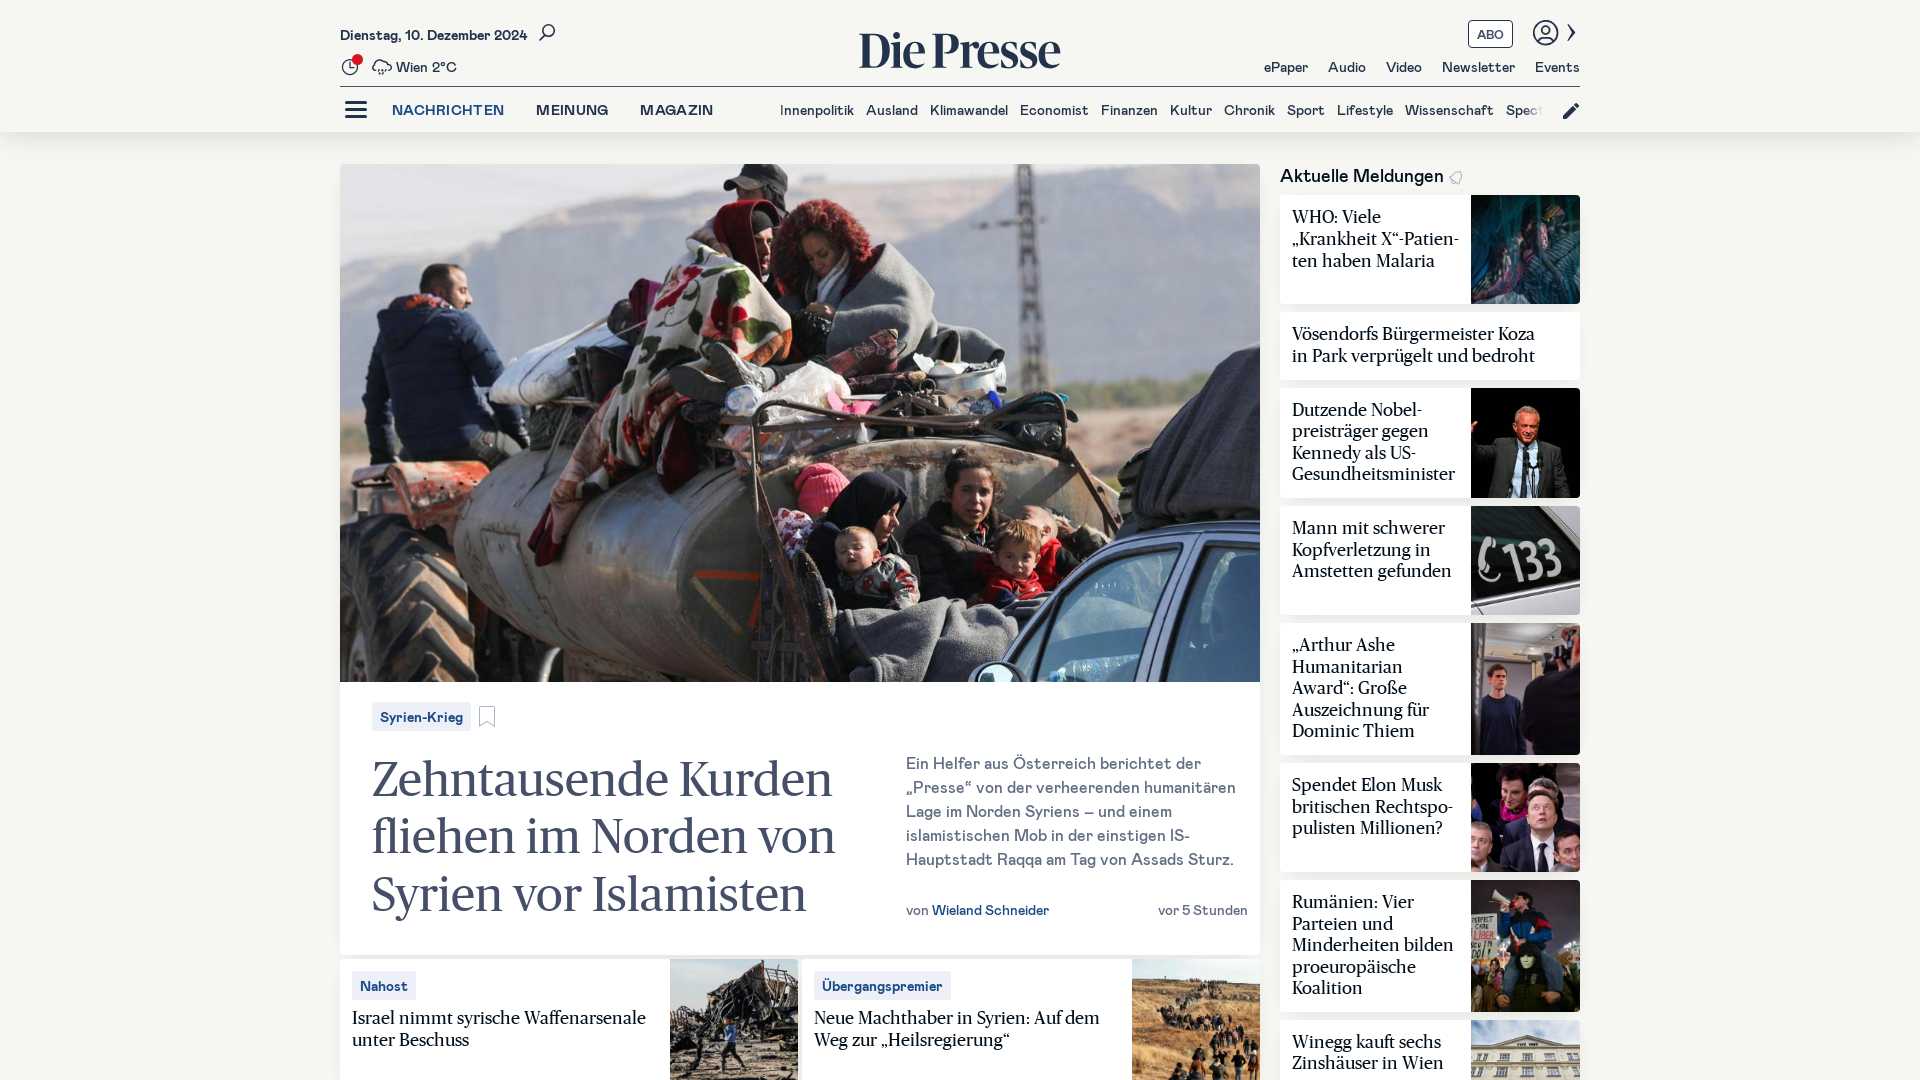 Dienstag, 10. Dezember 2024
Wien 2°C
Die Presse
ABO
ePaper
Audio
Video
Newsletter
Events
NACHRICHTEN
MEINUNG
MAGAZIN
Innenpolitik
Ausland
Klimawandel
Economist
Finanzen
Kultur
Chronik
Sport
Lifestyle
Wissenschaft
Spect
Syrien-Krieg
Zehntausende Kurden
fliehen im Norden von
Syrien vor Islamisten
Ein Helfer aus Österreich berichtet der
„Presse“ von der verheerenden humanitären
Lage im Norden Syriens – und einem
islamistischen Mob in der einstigen IS-
Hauptstadt Raqqa am Tag von Assads Sturz.
von Wieland Schneider
vor 5 Stunden
Nahost
Israel nimmt syrische Waffenarsenale
unter Beschuss
Übergangspremier
Neue Machthaber in Syrien: Auf dem
Weg zur „Heilsregierung“
Aktuelle Meldungen
WHO: Viele
„Krankheit X“-Patien-
ten haben Malaria
Vösendorfs Bürgermeister Koza
in Park verprügelt und bedroht
Dutzende Nobel-
preisträger gegen
Kennedy als US-
Gesundheitsminister
Mann mit schwerer
Kopfverletzung in
Amstetten gefunden
133
„Arthur Ashe
Humanitarian
Award“: Große
Auszeichnung für
Dominic Thiem
Spendet Elon Musk
britischen Rechtspo-
pulisten Millionen?
Rumänien: Vier
Parteien und
Minderheiten bilden
proeuropäische
Koalition
Winegg kauft sechs
Zinshäuser in Wien